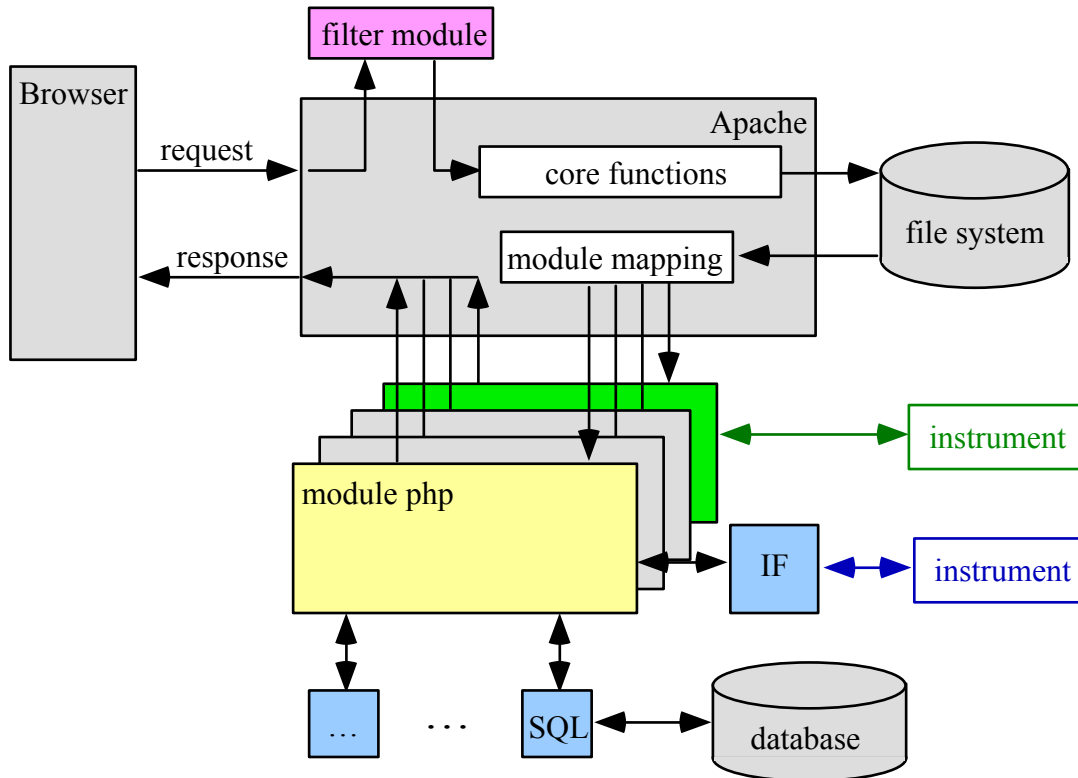 filter module
Browser
Apache
request
core functions
file system
response
module mapping
instrument
module php
IF
instrument
...
...
SQL
database